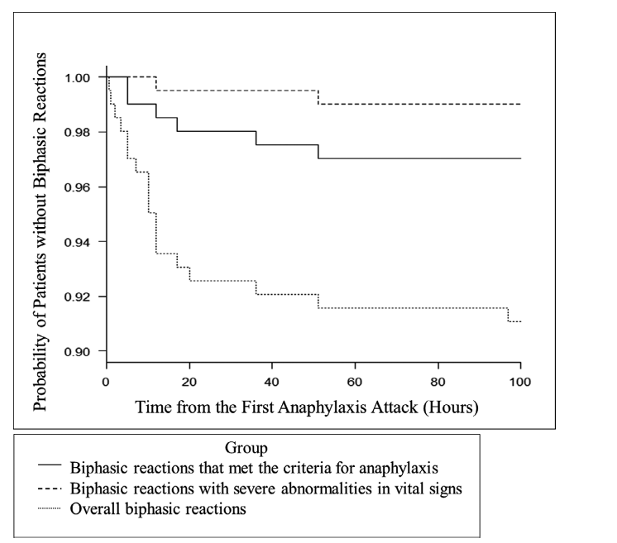 Probability of Patients without Biphasic Reactions
1.00
0.98
0.96
0.94
0.92
0.90
0 20 40 60 80 100
Time from the First Anaphylaxis Attack (Hours)
Group
Biphasic reactions that met the criteria for anaphylaxis
Biphasic reactions with severe abnormalities in vital signs
Overall biphasic reactions